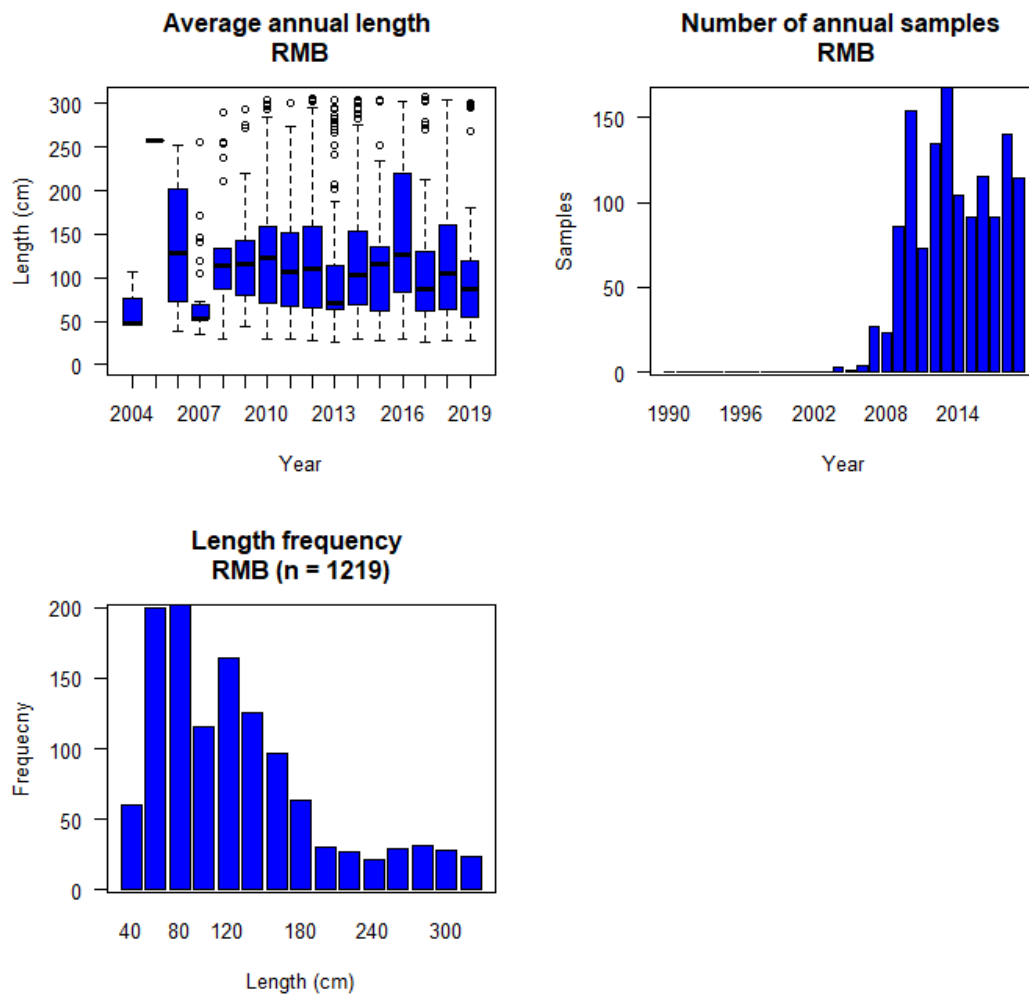 Average annual length
RMB
Length (cm)
300
250
200
150
100
50
0
2004 2007 2010 2013 2016 2019
Year
Number of annual samples
RMB
Samples
150
100
50
0
1990 1996 2002 2008 2014
Year
Length frequency
RMB (n = 1219)
Frequecny
200
150
100
50
0
40 80 120 180 240 300
Length (cm)